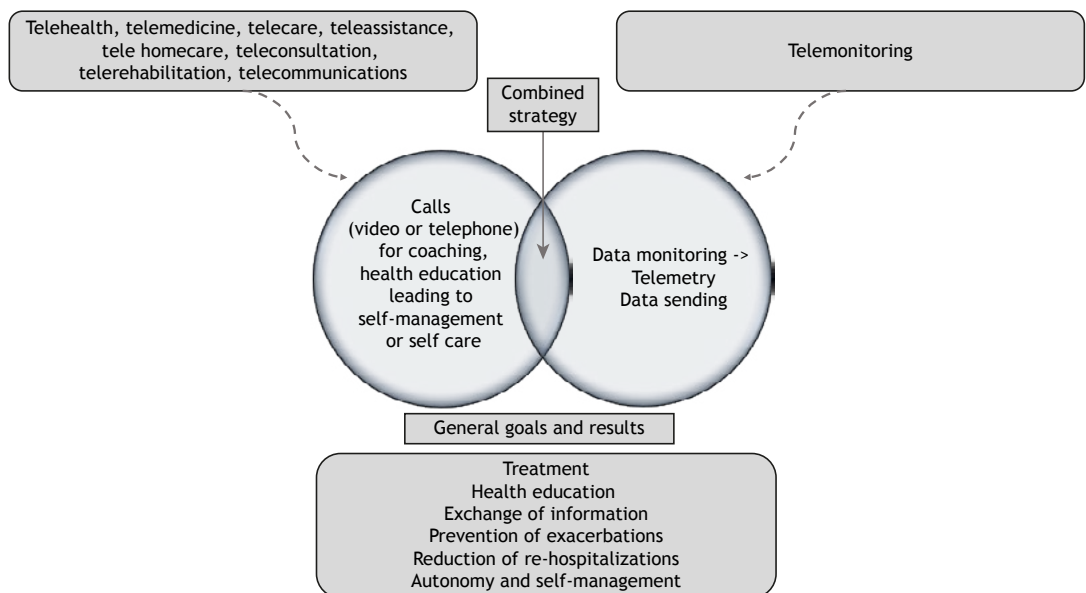 Telehealth, telemedicine, telecare, teleassistance,
tele homecare, teleconsultation,
telerehabilitation, telecommunications
Telemonitoring
Combined
strategy
Calls
(video or telephone)
for coaching,
health education
leading to
self-management
or self care
Data monitoring ->
Telemetry
Data sending
General goals and results
Treatment
Health education
Exchange of information
Prevention of exacerbations
Reduction of re-hospitalizations
Autonomy and self-management